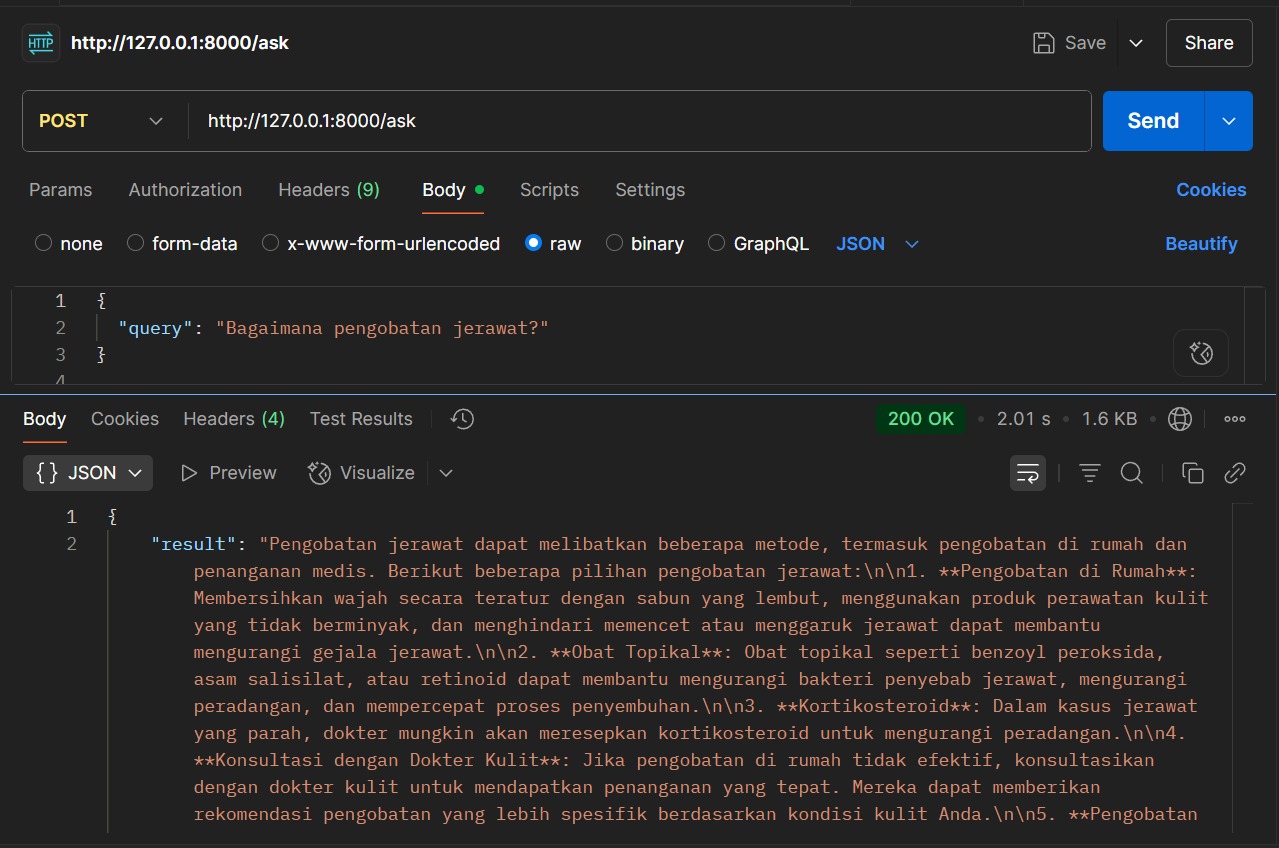 HTTP http://127.0.0.1:8000/ask Save Share
POST http://127.0.0.1:8000/ask Send
Params Authorization Headers (9) Body Scripts Settings Cookies
none form-data x-www-form-urlencoded raw binary GraphQL JSON Beautify
1 {
2 "query": "Bagaimana pengobatan jerawat?"
3 }
4
Body Cookies Headers (4) Test Results 200 OK • 2.01 s • 1.6 KB •
{} JSON Preview Visualize
1 {
2 "result": "Pengobatan jerawat dapat melibatkan beberapa metode, termasuk pengobatan di rumah dan
penanganan medis. Berikut beberapa pilihan pengobatan jerawat:\n\n1. **Pengobatan di Rumah**:
Membersihkan wajah secara teratur dengan sabun yang lembut, menggunakan produk perawatan kulit
yang tidak berminyak, dan menghindari memencet atau menggaruk jerawat dapat membantu
mengurangi gejala jerawat.\n\n2. **Obat Topikal**: Obat topikal seperti benzoyl peroksida,
asam salisilat, atau retinoid dapat membantu mengurangi bakteri penyebab jerawat, mengurangi
peradangan, dan mempercepat proses penyembuhan.\n\n3. **Kortikosteroid**: Dalam kasus jerawat
yang parah, dokter mungkin akan meresepkan kortikosteroid untuk mengurangi peradangan.\n\n4.
**Konsultasi dengan Dokter Kulit**: Jika pengobatan di rumah tidak efektif, konsultasikan
dengan dokter kulit untuk mendapatkan penanganan yang tepat. Mereka dapat memberikan
rekomendasi pengobatan yang lebih spesifik berdasarkan kondisi kulit Anda.\n\n5. **Pengobatan